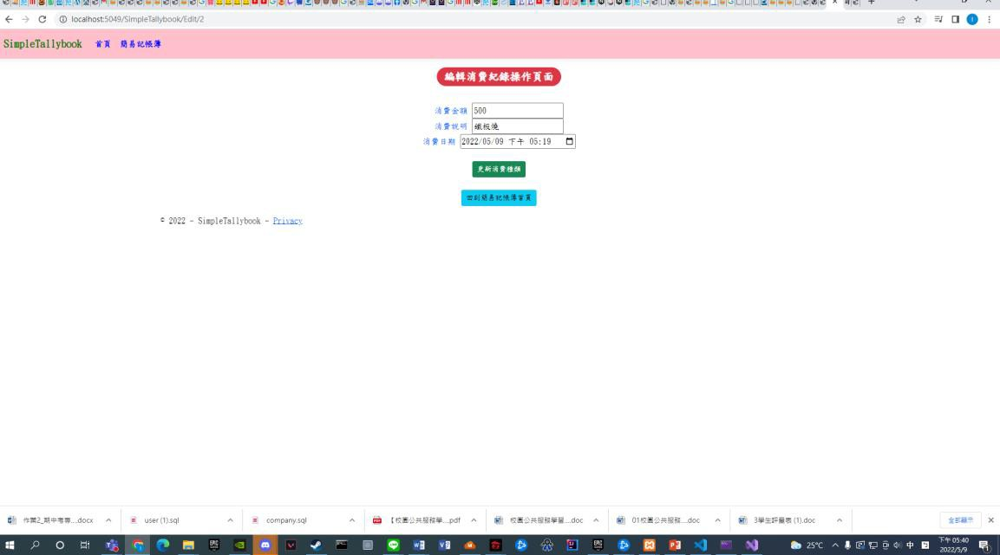 localhost:5049/SimpleTallybook/Edit/2
SimpleTallybook 首頁 簡易記帳簿
編輯消費紀錄操作頁面
消費金額 500
消費說明 鐵板燒
消費日期 2022/05/09 下午 05:19
更新消費種類
回到簡易記帳簿首頁
© 2022 - SimpleTallybook - Privacy
作業2_期中考專....docx user (1).sql company.sql 【校園公共服務學....pdf 校園公共服務學習....doc 01校園公共服務....doc 3學生評量表 (1).doc 全部顯示
25°C 中 下午 05:40
2022/5/9